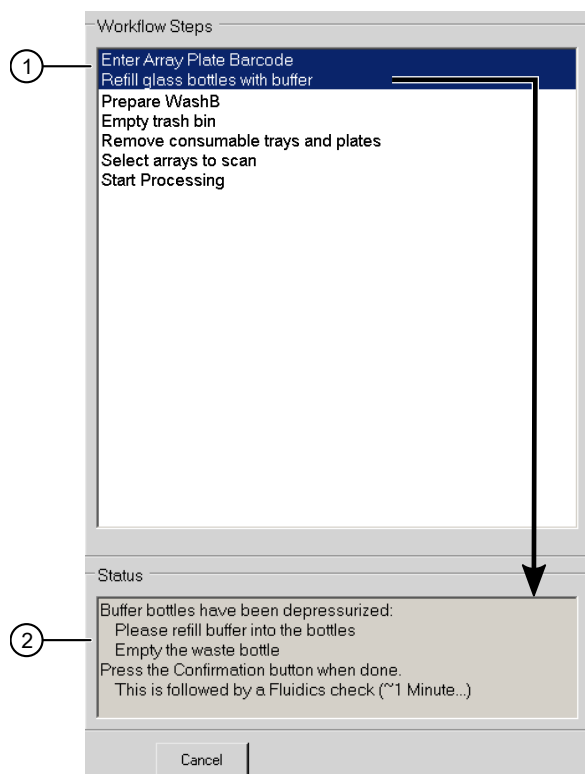 Workflow Steps
1
Enter Array Plate Barcode
Refill glass bottles with buffer
Prepare WashB
Empty trash bin
Remove consumable trays and plates
Select arrays to scan
Start Processing
Status
2
Buffer bottles have been depressurized:
Please refill buffer into the bottles
Empty the waste bottle
Press the Confirmation button when done.
This is followed by a Fluidics check (~1 Minute...)
Cancel